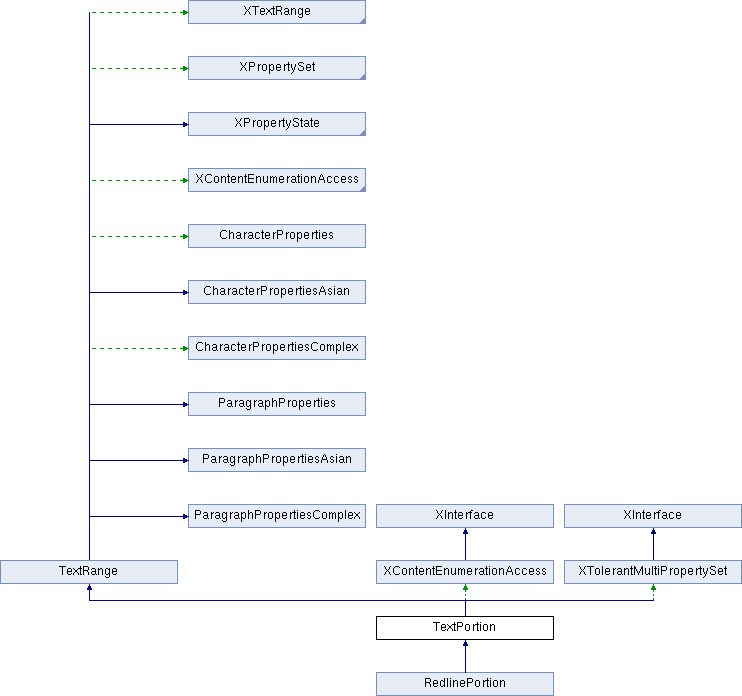 XTextRange
XPropertySet
XPropertyState
XContentEnumerationAccess
CharacterProperties
CharacterPropertiesAsian
CharacterPropertiesComplex
ParagraphProperties
ParagraphPropertiesAsian
ParagraphPropertiesComplex XInterface XInterface
TextRange XContentEnumerationAccess XTolerantMultiPropertySet
TextPortion
RedlinePortion